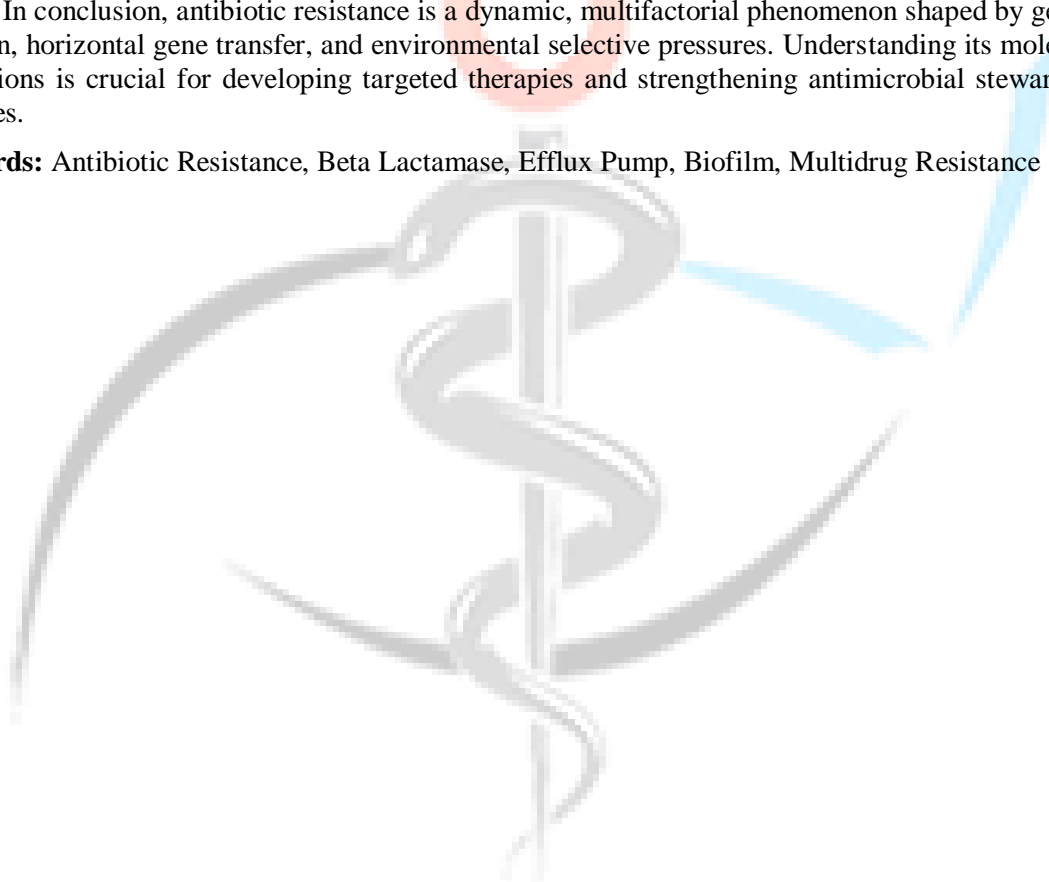 In conclusion, antibiotic resistance is a dynamic, multifactorial phenomenon shaped by
horizontal gene transfer, and environmental selective pressures. Understanding its
is crucial for developing targeted therapies and strengthening antimicrobial
Antibiotic Resistance, Beta Lactamase, Efflux Pump, Biofilm, Multidrug Resistance